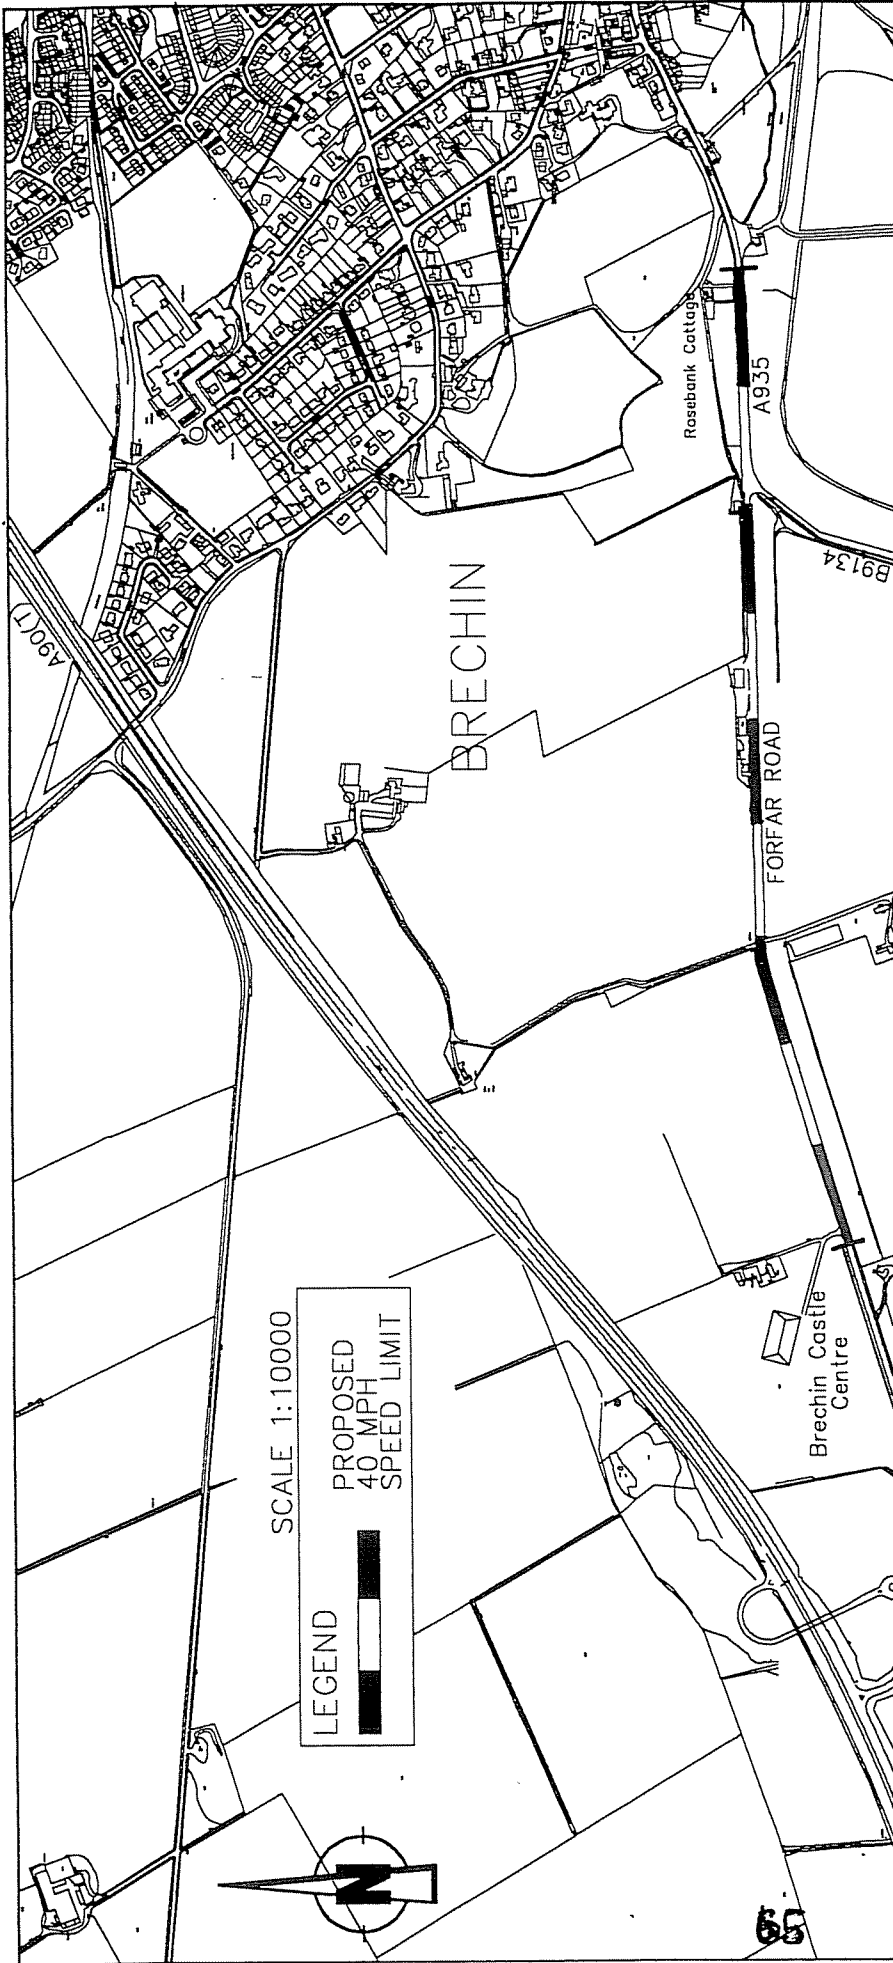 A90(T)
BRECHIN
Rosebank Cottage
A935
B9134
FORFAR ROAD
SCALE 1:10000
LEGEND
PROPOSED
40 MPH
SPEED LIMIT
Brechin Castle
Centre
N
65